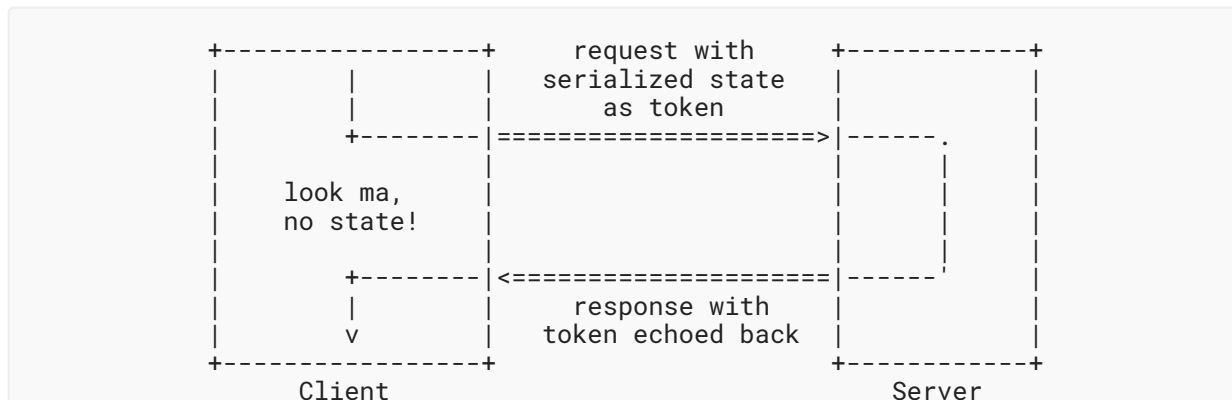 request with
serialized state
as token
look ma,
no state!
response with
v token echoed back
Client Server